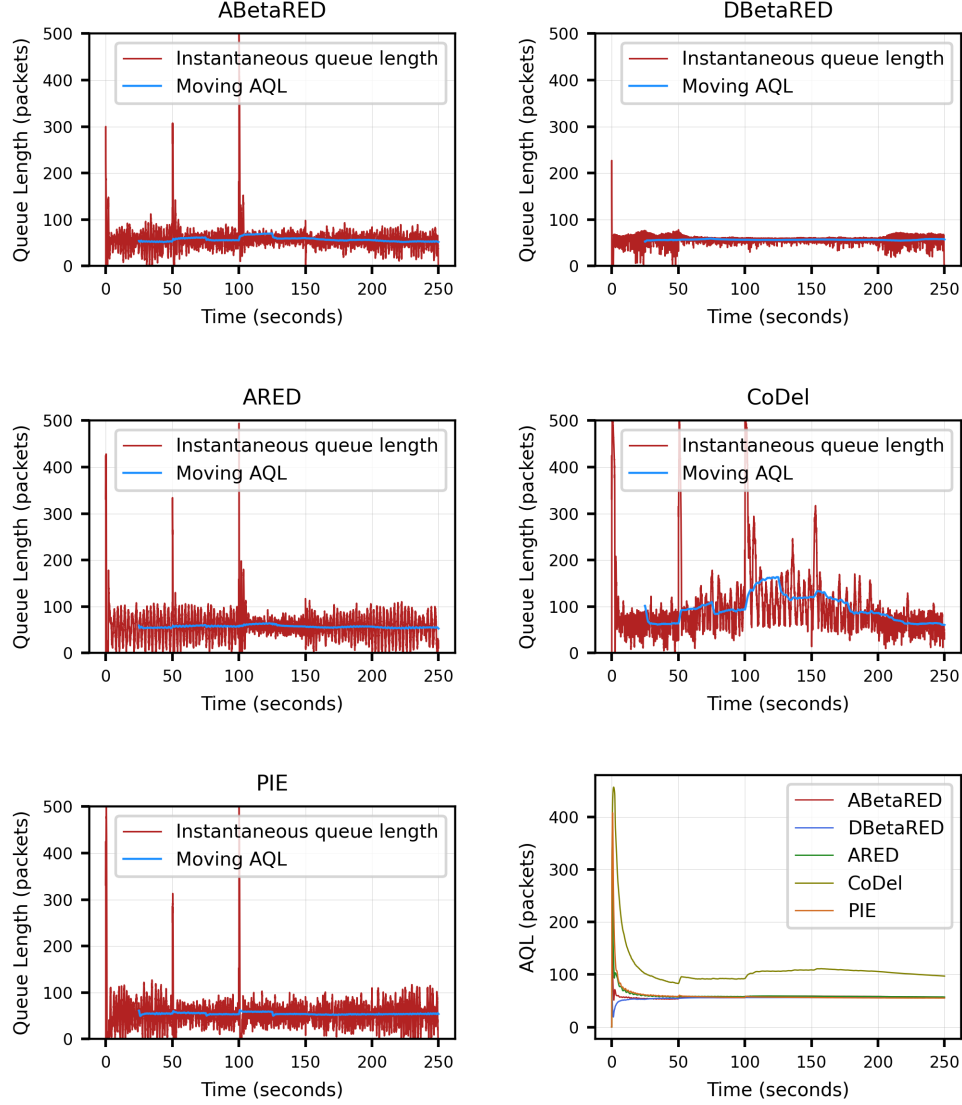 ABetaRED
Queue Length (packets)
500
400
300
200
100
0
Instantaneous queue length
Moving AQL
0 50 100 150 200 250
Time (seconds)
DBetaRED
Queue Length (packets)
500
400
300
200
100
0
Instantaneous queue length
Moving AQL
0 50 100 150 200 250
Time (seconds)
ARED
Queue Length (packets)
500
400
300
200
100
0
Instantaneous queue length
Moving AQL
0 50 100 150 200 250
Time (seconds)
CoDel
Queue Length (packets)
500
400
300
200
100
0
Instantaneous queue length
Moving AQL
0 50 100 150 200 250
Time (seconds)
PIE
Queue Length (packets)
500
400
300
200
100
0
Instantaneous queue length
Moving AQL
0 50 100 150 200 250
Time (seconds)
AQL (packets)
400
300
200
100
0
ABetaRED
DBetaRED
ARED
CoDel
PIE
0 50 100 150 200 250
Time (seconds)